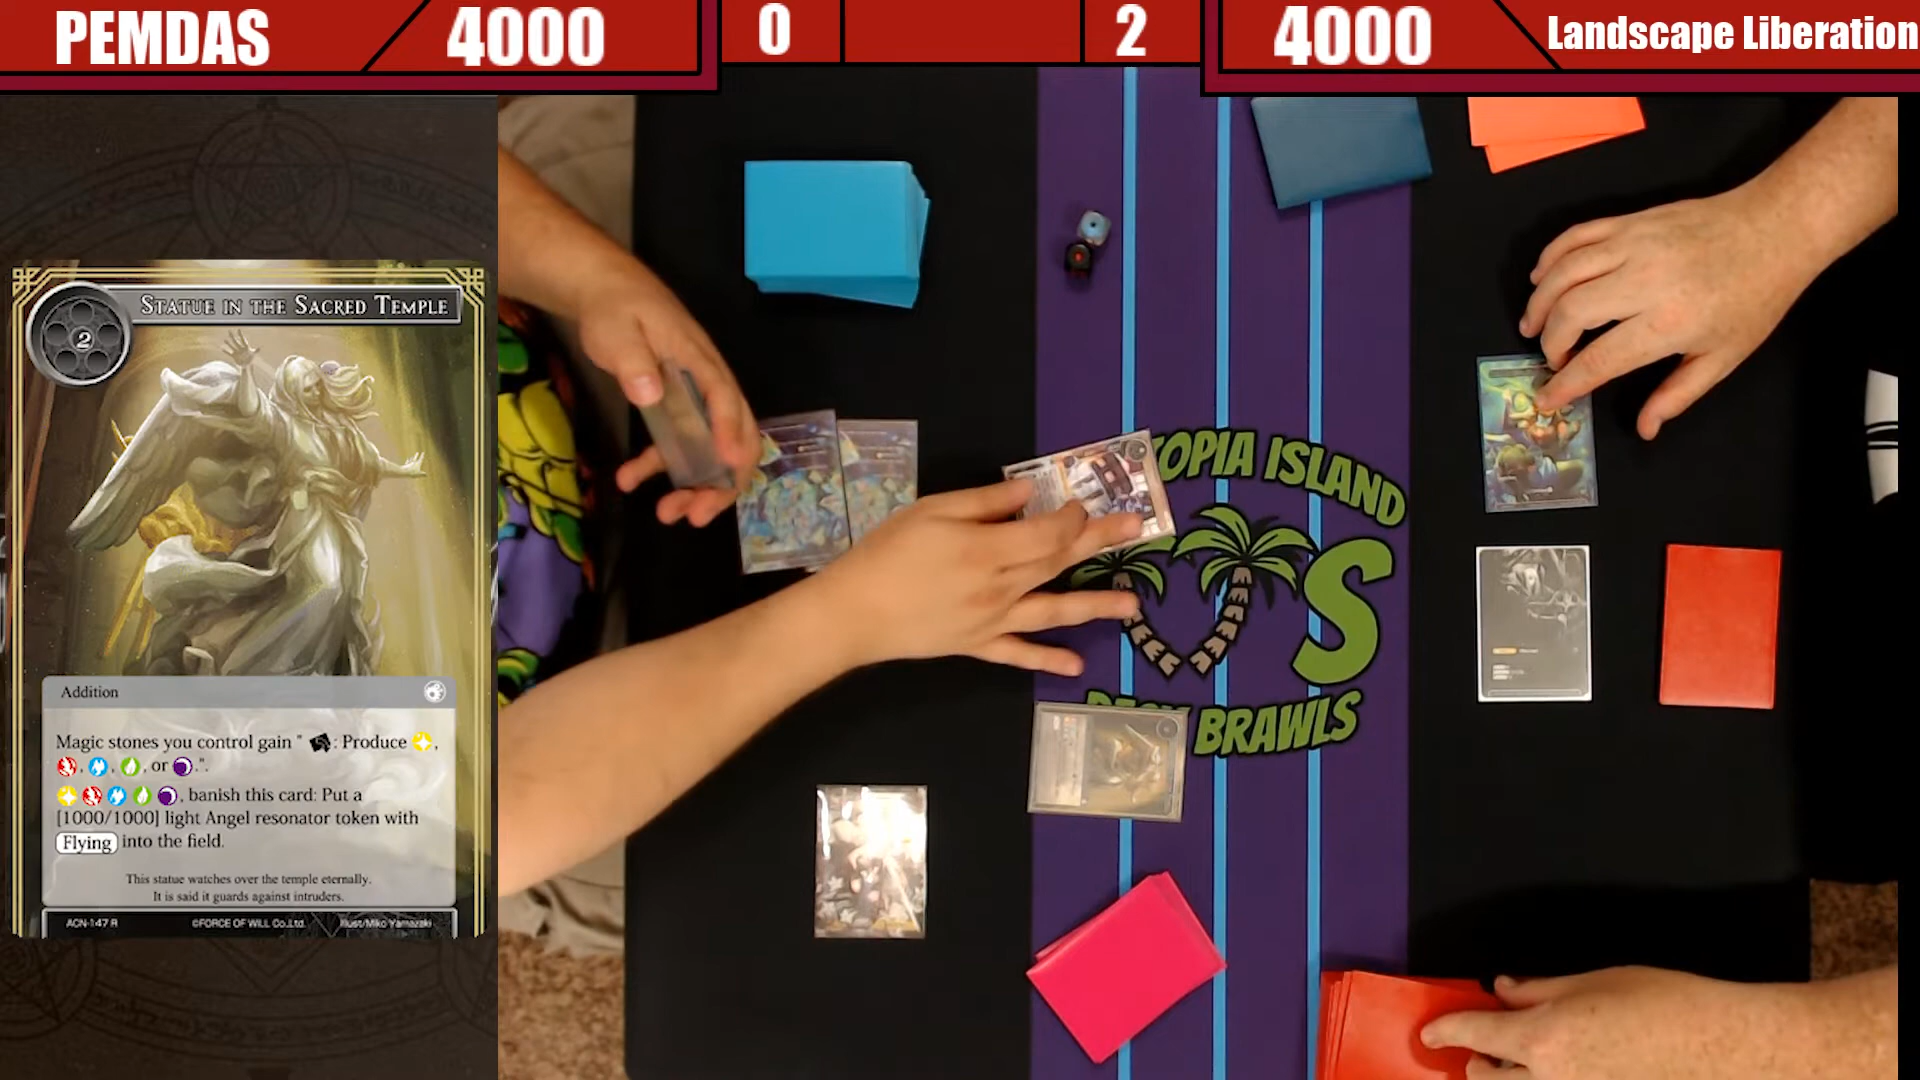 PEMDAS
4000
0
2
4000
Landscape Liberation
2
STATUE IN THE SACRED TEMPLE
Addition
Magic stones you control gain " : Produce ,
, , , or .".
, banish this card: Put a
[1000/1000] light Angel resonator token with
Flying into the field.
This statue watches over the temple eternally.
It is said it guards against intruders.
ACN-147 R
©FORCE OF WILL Co.,Ltd.
Illust/Miko Yamazaki
OPIA ISLAND
S
BRAWLS